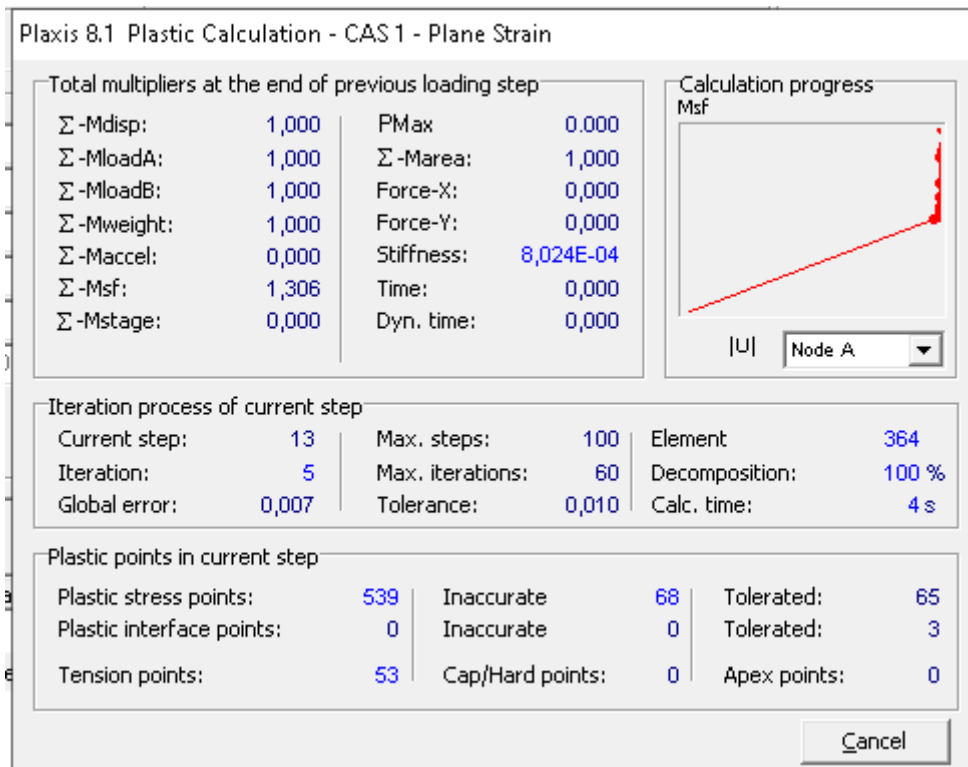 Plaxis 8.1 Plastic Calculation - CAS 1 - Plane Strain
Total multipliers at the end of previous loading step
Σ-Mdisp: 1,000 PMax 0.000
Σ-MloadA: 1,000 Σ-Marea: 1,000
Σ-MloadB: 1,000 Force-X: 0,000
Σ-Mweight: 1,000 Force-Y: 0,000
Σ-Maccel: 0,000 Stiffness: 8,024E-04
Σ-Msf: 1,306 Time: 0,000
Σ-Mstage: 0,000 Dyn. time: 0,000
Calculation progress
Msf
|U| Node A
Iteration process of current step
Current step: 13 Max. steps: 100 Element 364
Iteration: 5 Max. iterations: 60 Decomposition: 100 %
Global error: 0,007 Tolerance: 0,010 Calc. time: 4 s
Plastic points in current step
Plastic stress points: 539 Inaccurate 68 Tolerated: 65
Plastic interface points: 0 Inaccurate 0 Tolerated: 3
Tension points: 53 Cap/Hard points: 0 Apex points: 0
Cancel